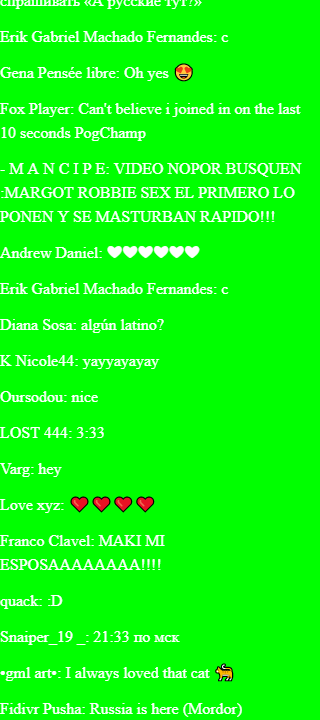 спрашивать «А русские тут?»
Erik Gabriel Machado Fernandes: c
Gena Pensée libre: Oh yes 😍
Fox Player: Can't believe i joined in on the last
10 seconds PogChamp
- M A N C I P E: VIDEO NOPOR BUSQUEN
:MARGOT ROBBIE SEX EL PRIMERO LO
PONEN Y SE MASTURBAN RAPIDO!!!
Andrew Daniel: 🤍🤍🤍🤍🤍🤍
Erik Gabriel Machado Fernandes: c
Diana Sosa: algún latino?
K Nicole44: yayyayayay
Oursodou: nice
LOST 444: 3:33
Varg: hey
Love xyz: ❤️ ❤️ ❤️ ❤️
Franco Clavel: MAKI MI
ESPOSAAAAAAAA!!!!
quack: :D
Snaiper_19 _: 21:33 по мск
•gml art•: I always loved that cat 🐈
Fidivr Pusha: Russia is here (Mordor)